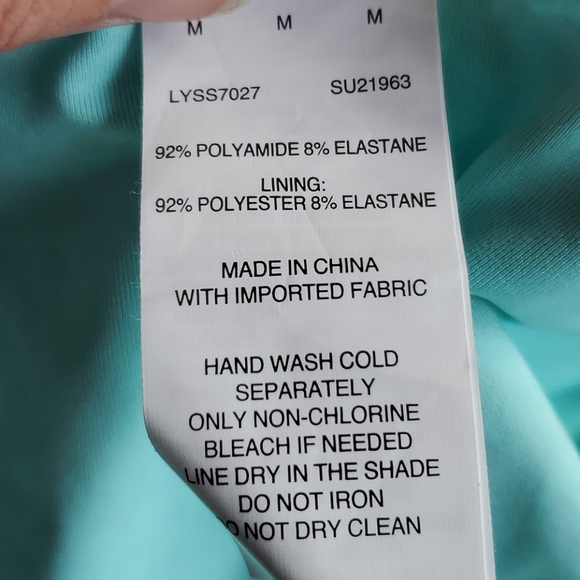 M M M
LYSS7027 SU21963
92% POLYAMIDE 8% ELASTANE
LINING:
92% POLYESTER 8% ELASTANE
MADE IN CHINA
WITH IMPORTED FABRIC
HAND WASH COLD
SEPARATELY
ONLY NON-CHLORINE
BLEACH IF NEEDED
LINE DRY IN THE SHADE
DO NOT IRON
DO NOT DRY CLEAN